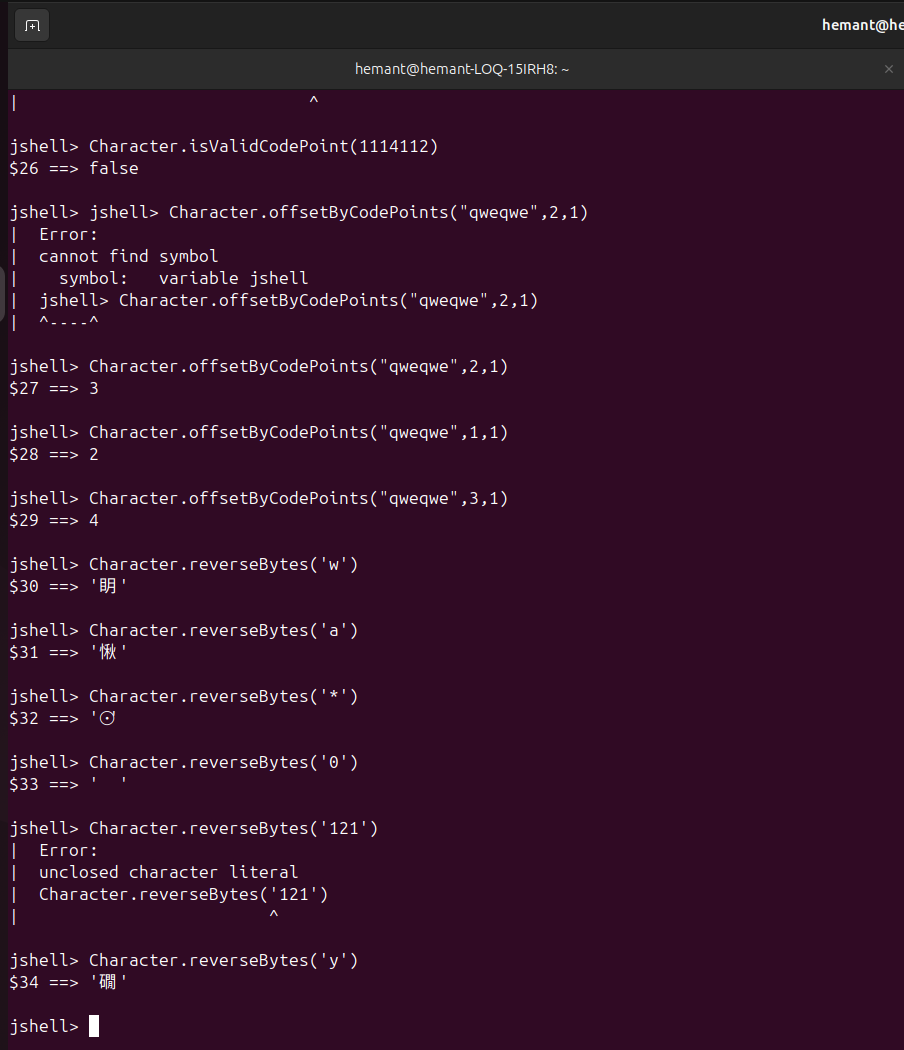 hemant@he
hemant@hemant-LOQ-15IRH8: ~
|                              ^
jshell> Character.isValidCodePoint(1114112)
$26 ==> false
jshell> jshell> Character.offsetByCodePoints("qweqwe",2,1)
|  Error:
|  cannot find symbol
|    symbol:   variable jshell
|  jshell> Character.offsetByCodePoints("qweqwe",2,1)
|  ^----^
jshell> Character.offsetByCodePoints("qweqwe",2,1)
$27 ==> 3
jshell> Character.offsetByCodePoints("qweqwe",1,1)
$28 ==> 2
jshell> Character.offsetByCodePoints("qweqwe",3,1)
$29 ==> 4
jshell> Character.reverseBytes('w')
$30 ==> '眀'
jshell> Character.reverseBytes('a')
$31 ==> '愀'
jshell> Character.reverseBytes('*')
$32 ==> '⨀'
jshell> Character.reverseBytes('0')
$33 ==> '　'
jshell> Character.reverseBytes('121')
|  Error:
|  unclosed character literal
|  Character.reverseBytes('121')
|                          ^
jshell> Character.reverseBytes('y')
$34 ==> '礀'
jshell>